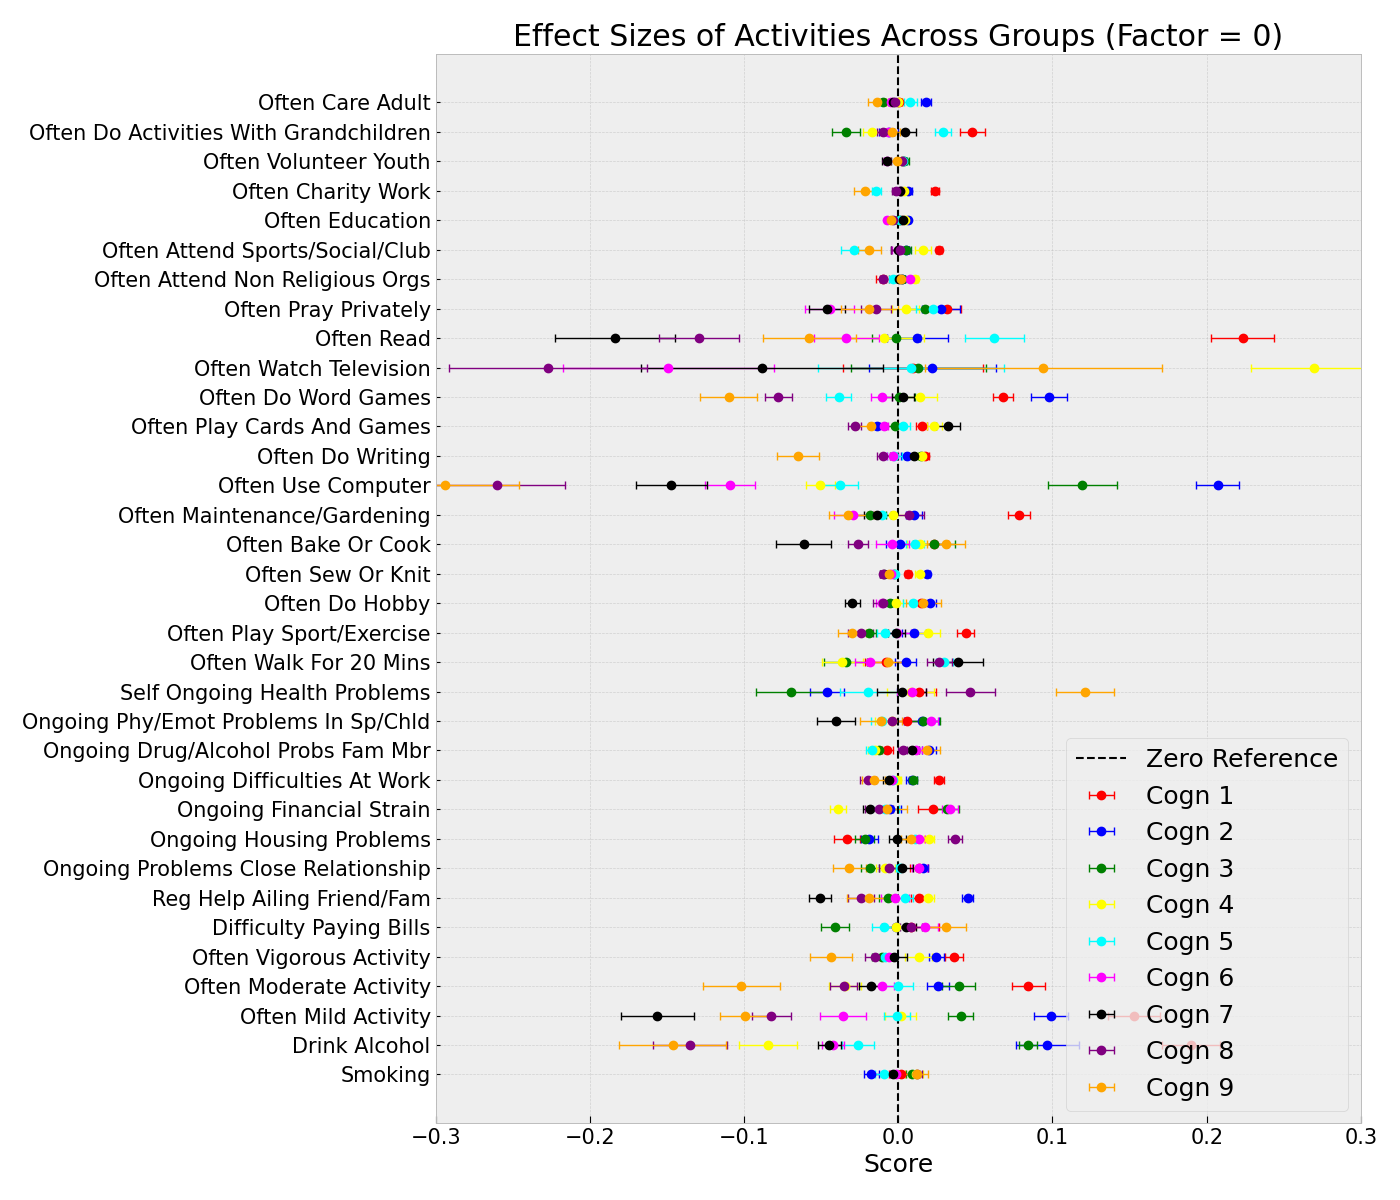 Effect Sizes of Activities Across Groups (Factor = 0)
Often Care Adult
Often Do Activities With Grandchildren
Often Volunteer Youth
Often Charity Work
Often Education
Often Attend Sports/Social/Club
Often Attend Non Religious Orgs
Often Pray Privately
Often Read
Often Watch Television
Often Do Word Games
Often Play Cards And Games
Often Do Writing
Often Use Computer
Often Maintenance/Gardening
Often Bake Or Cook
Often Sew Or Knit
Often Do Hobby
Often Play Sport/Exercise
Often Walk For 20 Mins
Self Ongoing Health Problems
Ongoing Phy/Emot Problems In Sp/Chld
Ongoing Drug/Alcohol Probs Fam Mbr
Ongoing Difficulties At Work
Ongoing Financial Strain
Ongoing Housing Problems
Ongoing Problems Close Relationship
Reg Help Ailing Friend/Fam
Difficulty Paying Bills
Often Vigorous Activity
Often Moderate Activity
Often Mild Activity
Drink Alcohol
Smoking
Zero Reference
Cogn 1
Cogn 2
Cogn 3
Cogn 4
Cogn 5
Cogn 6
Cogn 7
Cogn 8
Cogn 9
−0.3 −0.2 −0.1 0.0 0.1 0.2 0.3
Score